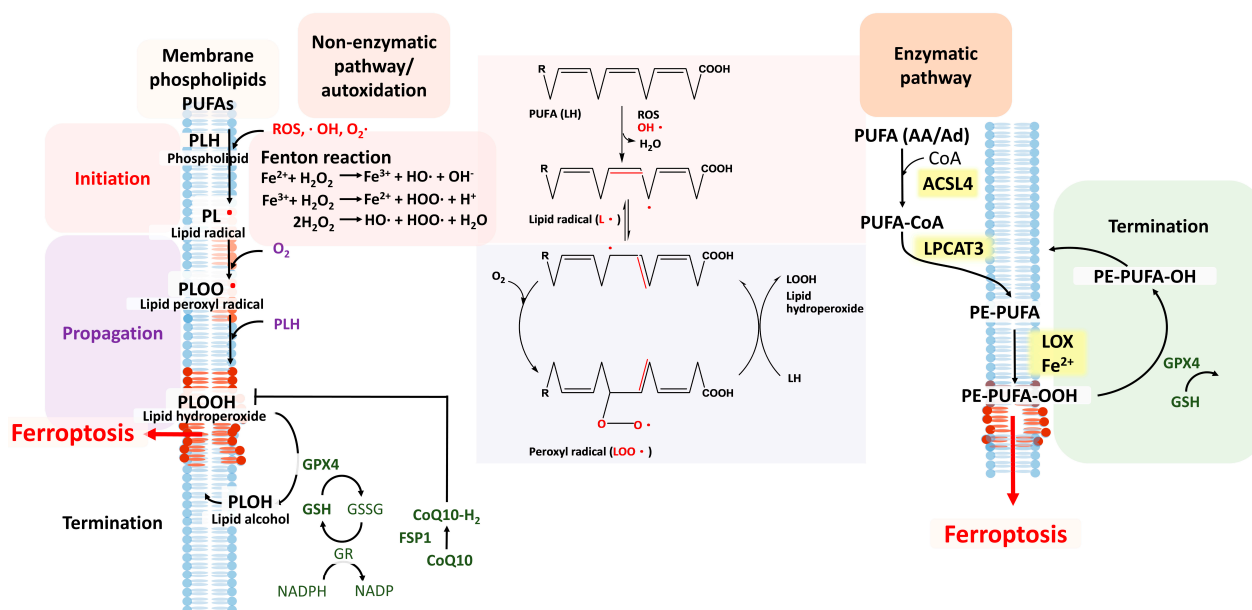 Membrane
phospholipids
PUFAs
Non-enzymatic
pathway/
autoxidation
Initiation
PLH
Phospholipid
ROS, · OH, O₂·
Fenton reaction
Fe²⁺ + H₂O₂ → Fe³⁺ + HO· + OH⁻
Fe³⁺ + H₂O₂ → Fe²⁺ + HOO· + H⁺
2H₂O₂ → HO· + HOO· + H₂O
PL ·
Lipid radical
Propagation
O₂
PLOO ·
Lipid peroxyl radical
PLH
PLOOH
Lipid hydroperoxide
Ferroptosis
GPX4
PLOH
Lipid alcohol
Termination
GSH
GSSG
GR
NADPH
NADP
CoQ10-H₂
FSP1
CoQ10
R
COOH
PUFA (LH)
ROS
OH ·
H₂O
R
COOH
Lipid radical (L · )
R
COOH
O₂
LOOH
Lipid
hydroperoxide
R
COOH
LH
O
O ·
Peroxyl radical (LOO · )
Enzymatic
pathway
PUFA (AA/Ad)
CoA
ACSL4
PUFA-CoA
LPCAT3
PE-PUFA
LOX
Fe²⁺
PE-PUFA-OOH
Ferroptosis
Termination
PE-PUFA-OH
GPX4
GSH